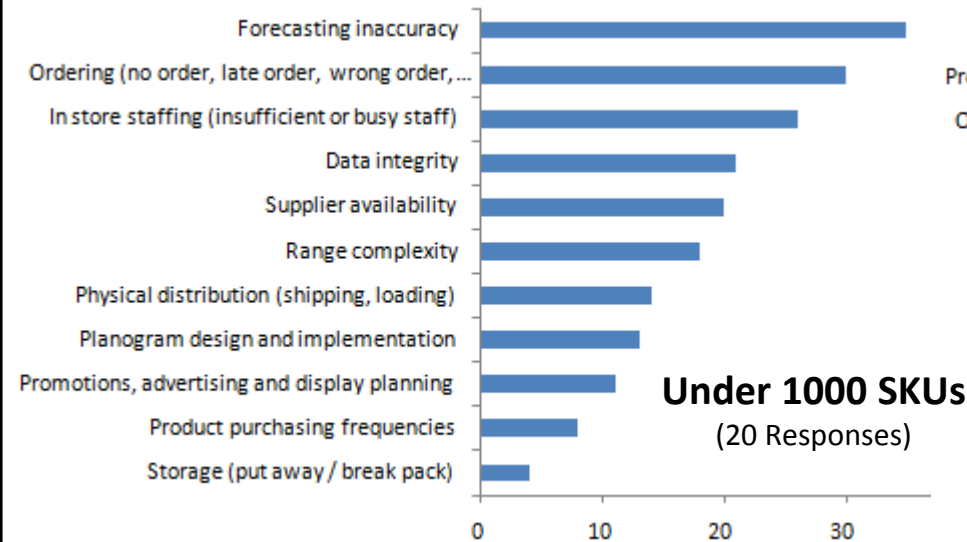 Forecasting inaccuracy
Ordering (no order, late order, wrong order,...
In store staffing (insufficient or busy staff)
Data integrity
Supplier availability
Range complexity
Physical distribution (shipping, loading)
Planogram design and implementation
Promotions, advertising and display planning
Product purchasing frequencies
Storage (put away / break pack)
Under 1000 SKUs
(20 Responses)
0 10 20 30